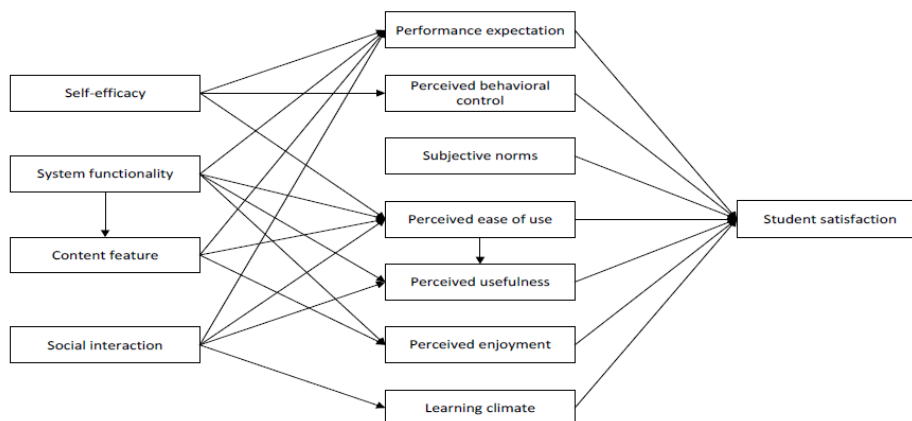 Performance expectation
Self-efficacy
Perceived behavioral
control
Subjective norms
System functionality
Perceived ease of use
Student satisfaction
Content feature
Perceived usefulness
Social interaction
Perceived enjoyment
Learning climate